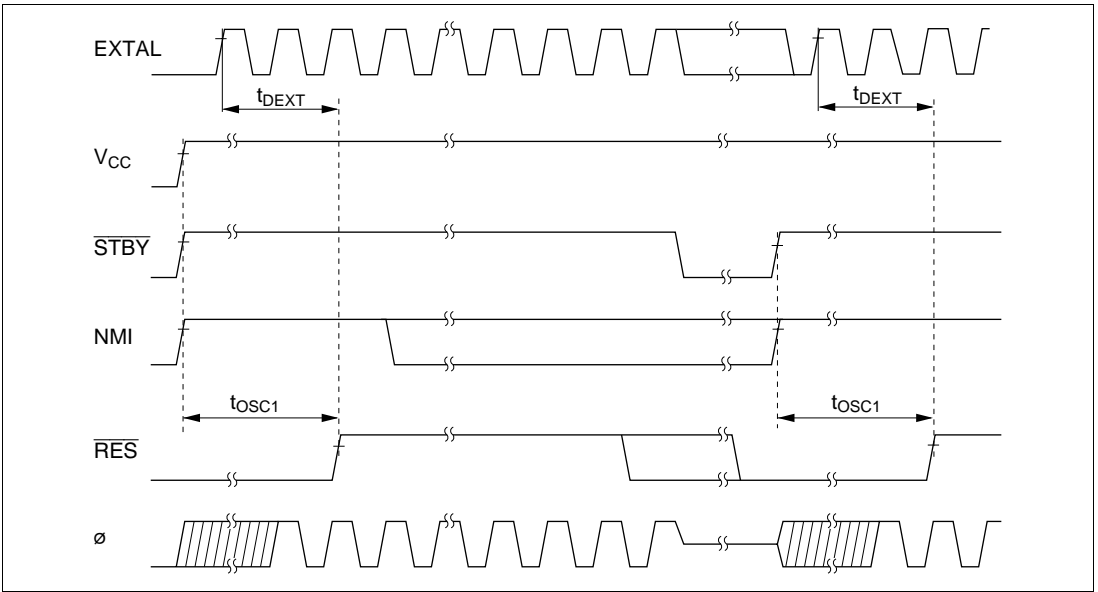 EXTAL
tDEXT
tDEXT
VCC
STBY
NMI
tOSC1
tOSC1
RES
ø